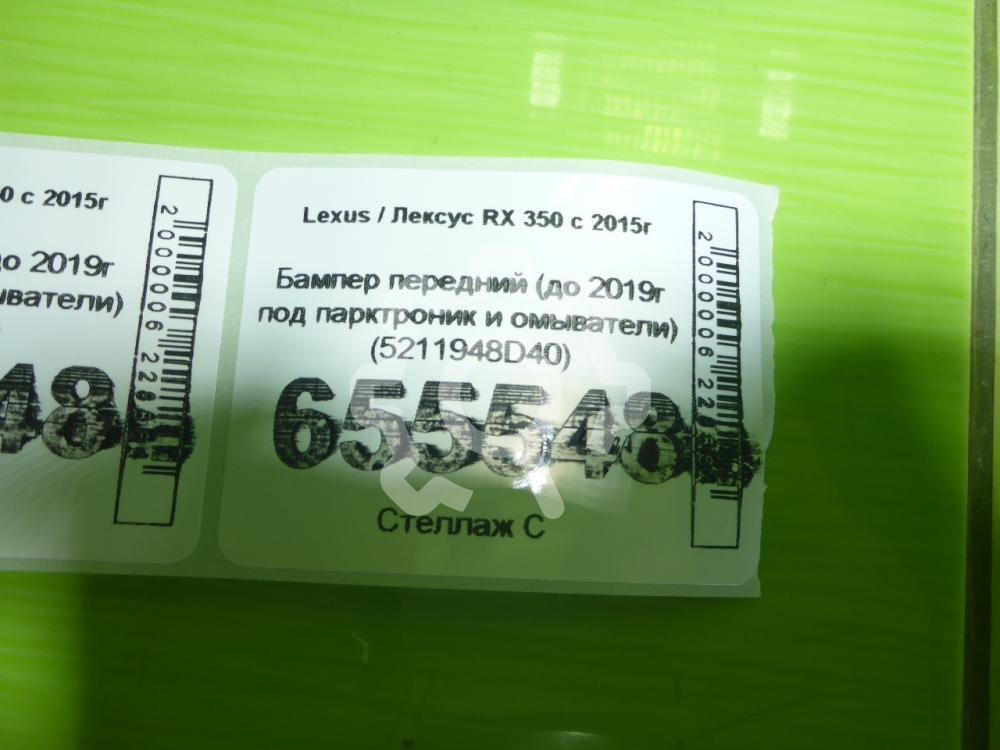 0 с 2015г
до 2019г
ыватели)
48
Lexus / Лексус RX 350 с 2015г
Бампер передний (до 2019г
под парктроник и омыватели)
(5211948D40)
655548
Стеллаж С